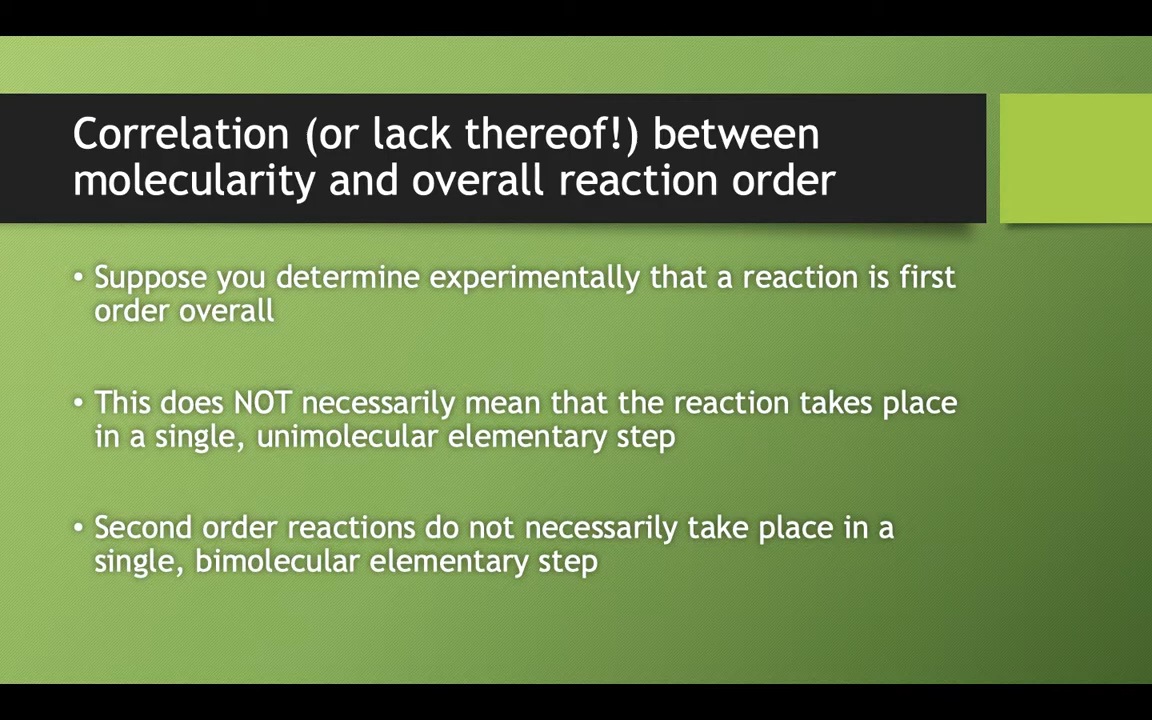 Correlation (or lack thereof!) between
molecularity and overall reaction order
• Suppose you determine experimentally that a reaction is first
order overall
• This does NOT necessarily mean that the reaction takes place
in a single, unimolecular elementary step
• Second order reactions do not necessarily take place in a
single, bimolecular elementary step